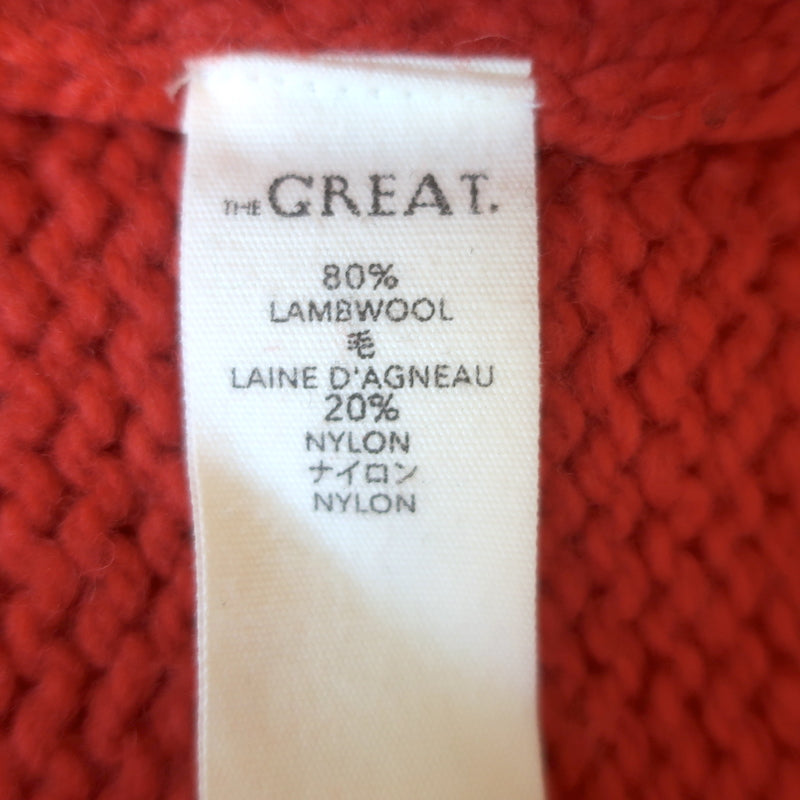 THE GREAT.
80%
LAMBWOOL
毛
LAINE D'AGNEAU
20%
NYLON
ナイロン
NYLON